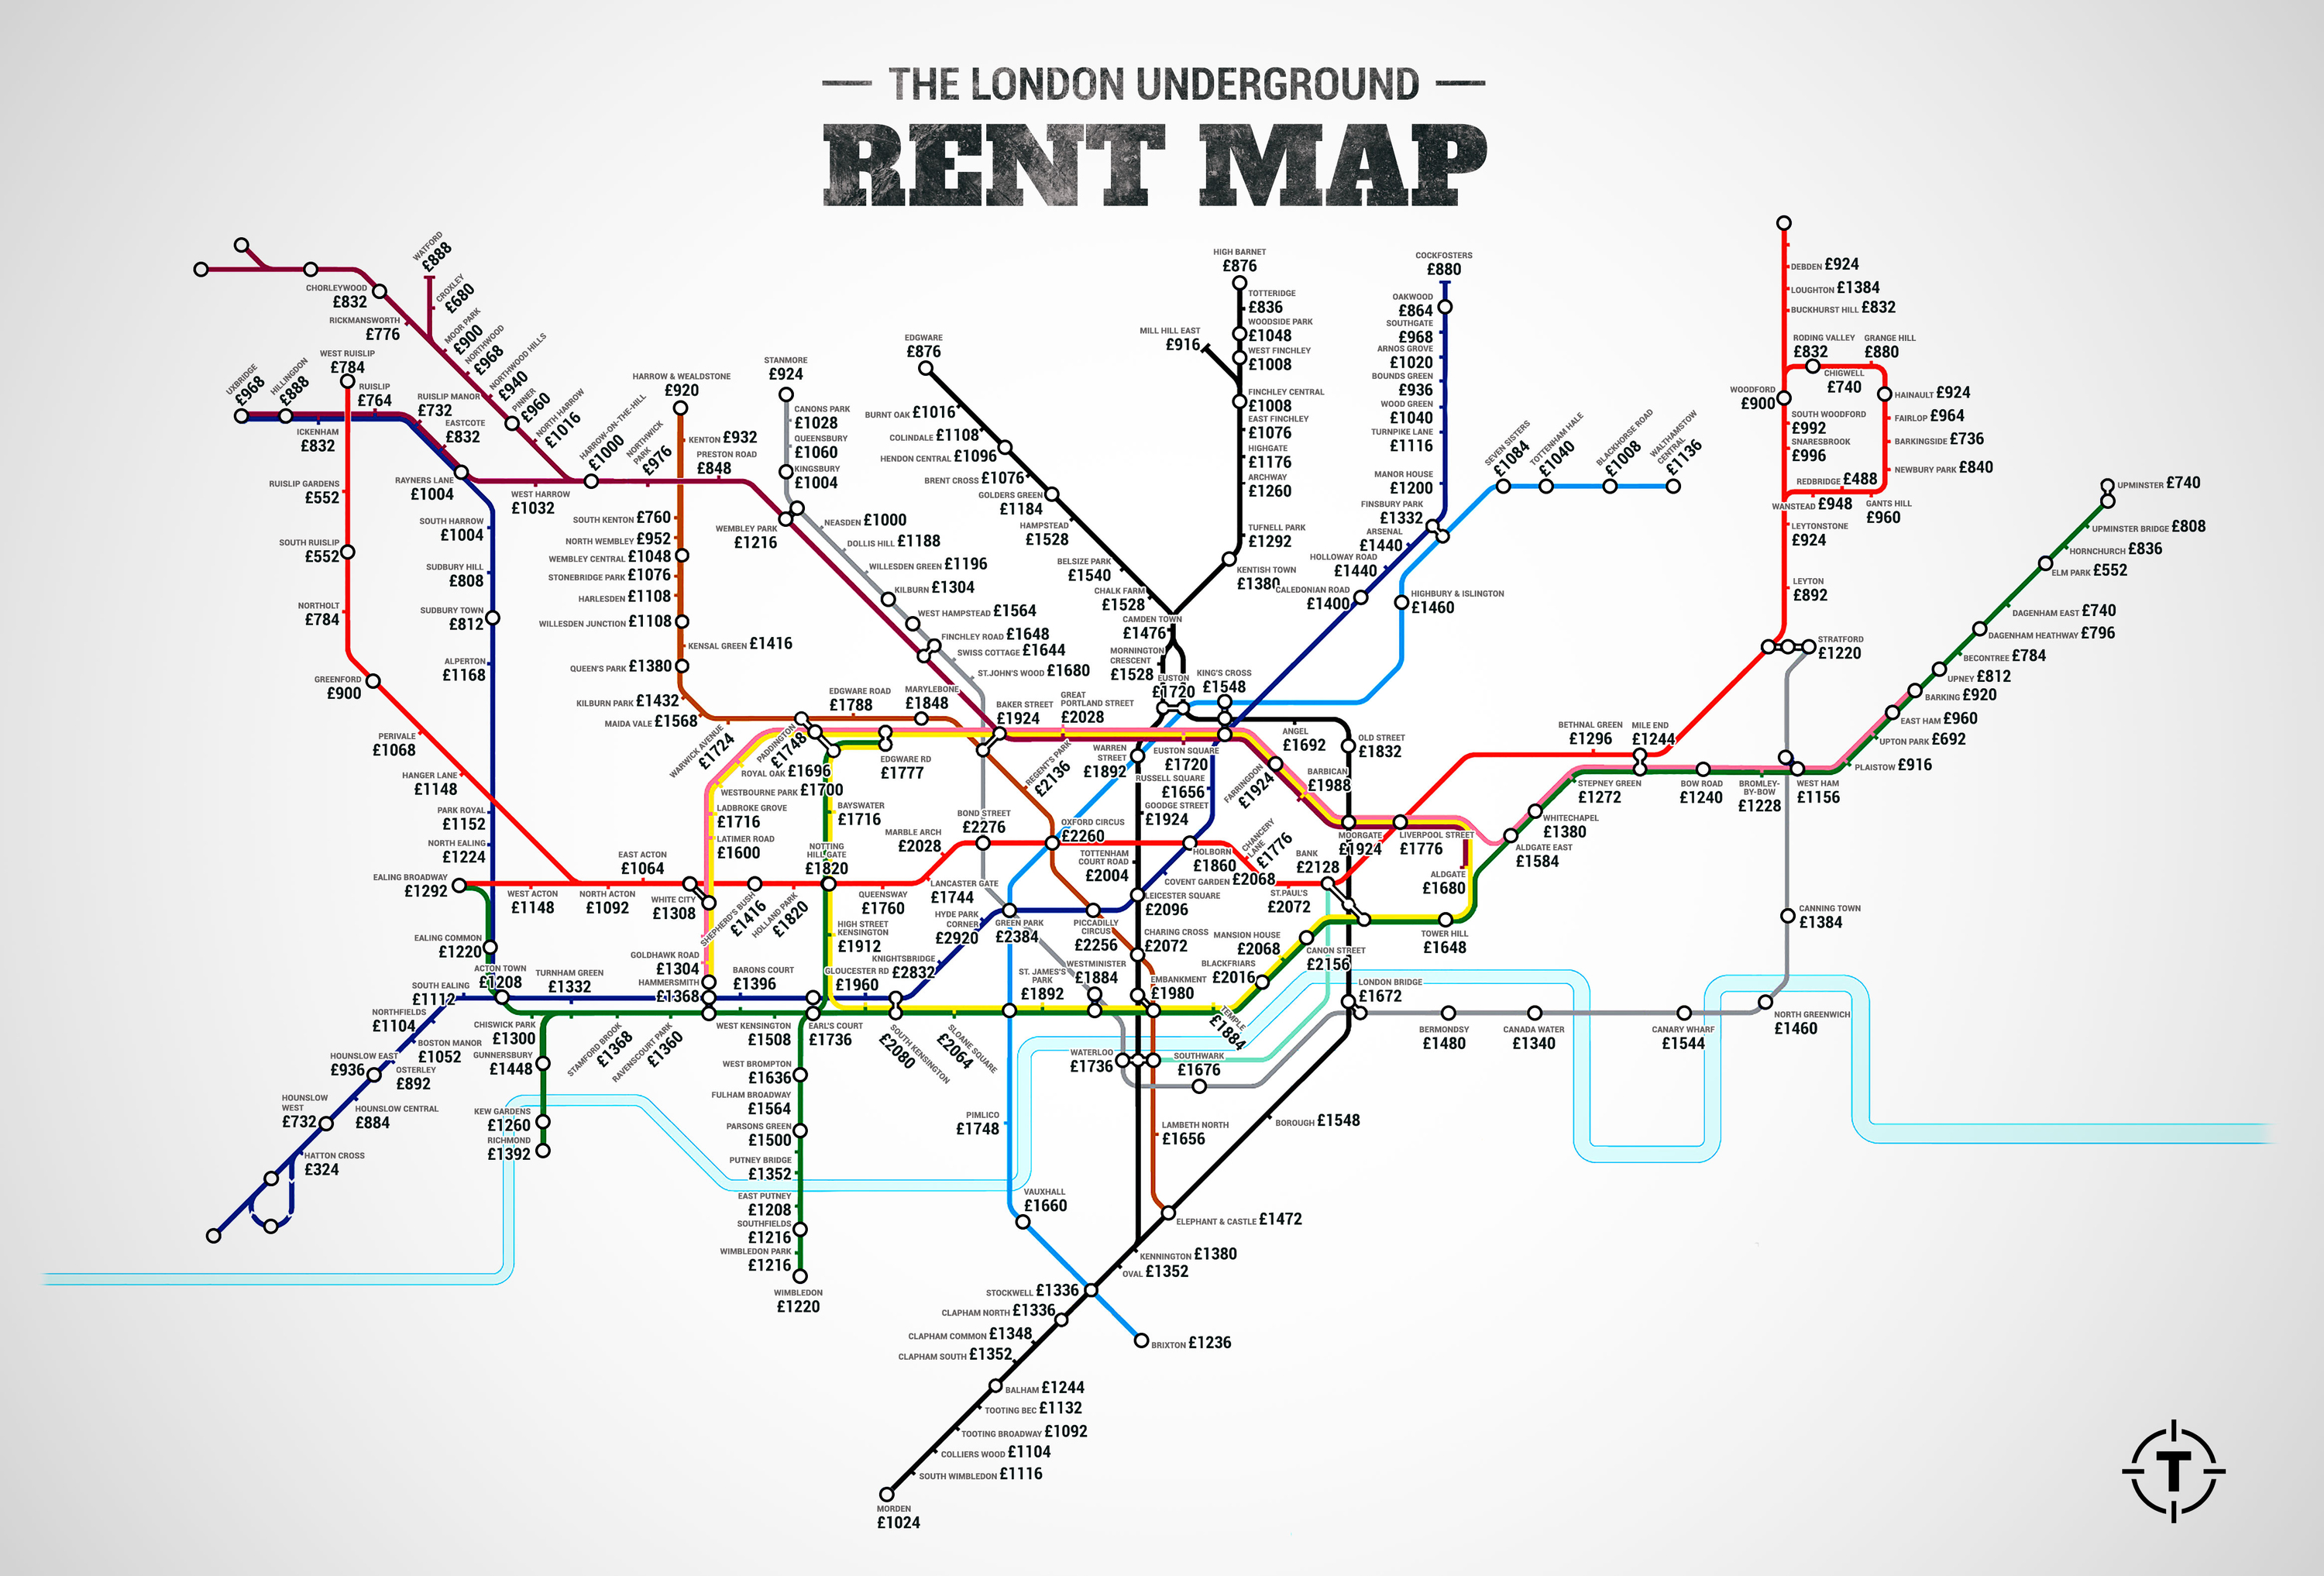 THE LONDON UNDERGROUND
RENT MAP
WATFORD
£888
CROXLEY
£680
CHORLEYWOOD
£832
RICKMANSWORTH
£776
MOOR PARK
£900
NORTHWOOD
£968
NORTHWOOD HILLS
£940
PINNER
£960
NORTH HARROW
£1016
HARROW-ON-THE-HILL
£1000
NORTHWICK
PARK
£976
PRESTON ROAD
£848
UXBRIDGE
£968
HILLINGDON
£888
ICKENHAM
£832
WEST RUISLIP
£784
RUISLIP
£764
RUISLIP MANOR
£732
EASTCOTE
£832
RAYNERS LANE
£1004
WEST HARROW
£1032
RUISLIP GARDENS
£552
SOUTH RUISLIP
£552
NORTHOLT
£784
GREENFORD
£900
PERIVALE
£1068
HANGER LANE
£1148
SOUTH HARROW
£1004
SUDBURY HILL
£808
SUDBURY TOWN
£812
ALPERTON
£1168
PARK ROYAL
£1152
NORTH EALING
£1224
EALING BROADWAY
£1292
EALING COMMON
£1220
ACTON TOWN
£1208
SOUTH EALING
£1112
NORTHFIELDS
£1104
BOSTON MANOR
£1052
HOUNSLOW EAST
£936
OSTERLEY
£892
HOUNSLOW
WEST
£732
HOUNSLOW CENTRAL
£884
HATTON CROSS
£324
HARROW & WEALDSTONE
£920
KENTON £932
SOUTH KENTON £760
NORTH WEMBLEY £952
WEMBLEY CENTRAL £1048
STONEBRIDGE PARK £1076
HARLESDEN £1108
WILLESDEN JUNCTION £1108
KENSAL GREEN £1416
QUEEN'S PARK £1380
KILBURN PARK £1432
MAIDA VALE £1568
WARWICK AVENUE
£1724
PADDINGTON
£1748
EDGWARE ROAD
£1788
MARYLEBONE
£1848
STANMORE
£924
CANONS PARK
£1028
QUEENSBURY
£1060
KINGSBURY
£1004
WEMBLEY PARK
£1216
NEASDEN £1000
DOLLIS HILL £1188
WILLESDEN GREEN £1196
KILBURN £1304
WEST HAMPSTEAD £1564
FINCHLEY ROAD £1648
SWISS COTTAGE £1644
ST.JOHN'S WOOD £1680
BAKER STREET
£1924
GREAT
PORTLAND STREET
£2028
EDGWARE
£876
BURNT OAK £1016
COLINDALE £1108
HENDON CENTRAL £1096
BRENT CROSS £1076
GOLDERS GREEN
£1184
HAMPSTEAD
£1528
BELSIZE PARK
£1540
CHALK FARM
£1528
CAMDEN TOWN
£1476
MORNINGTON
CRESCENT
£1528
EUSTON
£1720
HIGH BARNET
£876
TOTTERIDGE
£836
WOODSIDE PARK
£1048
MILL HILL EAST
£916
WEST FINCHLEY
£1008
FINCHLEY CENTRAL
£1008
EAST FINCHLEY
£1076
HIGHGATE
£1176
ARCHWAY
£1260
TUFNELL PARK
£1292
KENTISH TOWN
£1380
COCKFOSTERS
£880
OAKWOOD
£864
SOUTHGATE
£968
ARNOS GROVE
£1020
BOUNDS GREEN
£936
WOOD GREEN
£1040
TURNPIKE LANE
£1116
MANOR HOUSE
£1200
FINSBURY PARK
£1332
ARSENAL
£1440
HOLLOWAY ROAD
£1440
CALEDONIAN ROAD
£1400
KING'S CROSS
£1548
SEVEN SISTERS
£1084
TOTTENHAM HALE
£1040
BLACKHORSE ROAD
£1008
WALTHAMSTOW
CENTRAL
£1136
HIGHBURY & ISLINGTON
£1460
DEBDEN £924
LOUGHTON £1384
BUCKHURST HILL £832
RODING VALLEY
£832
GRANGE HILL
£880
CHIGWELL
£740
WOODFORD
£900
HAINAULT £924
SOUTH WOODFORD
£992
FAIRLOP £964
SNARESBROOK
£996
BARKINGSIDE £736
NEWBURY PARK £840
REDBRIDGE £488
WANSTEAD £948
GANTS HILL
£960
LEYTONSTONE
£924
LEYTON
£892
STRATFORD
£1220
UPMINSTER £740
UPMINSTER BRIDGE £808
HORNCHURCH £836
ELM PARK £552
DAGENHAM EAST £740
DAGENHAM HEATHWAY £796
BECONTREE £784
UPNEY £812
BARKING £920
EAST HAM £960
UPTON PARK £692
PLAISTOW £916
WEST HAM
£1156
BROMLEY-
BY-BOW
£1228
BOW ROAD
£1240
STEPNEY GREEN
£1272
BETHNAL GREEN
£1296
MILE END
£1244
WHITECHAPEL
£1380
ALDGATE EAST
£1584
ROYAL OAK £1696
EDGWARE RD
£1777
WESTBOURNE PARK £1700
LADBROKE GROVE
£1716
LATIMER ROAD
£1600
BAYSWATER
£1716
NOTTING
HILL GATE
£1820
EAST ACTON
£1064
WEST ACTON
£1148
NORTH ACTON
£1092
WHITE CITY
£1308
SHEPHERD'S BUSH
£1416
HOLLAND PARK
£1820
QUEENSWAY
£1760
LANCASTER GATE
£1744
MARBLE ARCH
£2028
BOND STREET
£2276
REGENT'S PARK
£2136
OXFORD CIRCUS
£2260
WARREN
STREET
£1892
EUSTON SQUARE
£1720
RUSSELL SQUARE
£1656
GOODGE STREET
£1924
TOTTENHAM
COURT ROAD
£2004
HOLBORN
£1860
CHANCERY
LANE
£1776
COVENT GARDEN £2068
LEICESTER SQUARE
£2096
FARRINGDON
£1924
BARBICAN
£1988
ANGEL
£1692
OLD STREET
£1832
MOORGATE
£1924
LIVERPOOL STREET
£1776
BANK
£2128
ST.PAUL'S
£2072
ALDGATE
£1680
TOWER HILL
£1648
HIGH STREET
KENSINGTON
£1912
HYDE PARK
CORNER
£2920
KNIGHTSBRIDGE
£2832
GREEN PARK
£2384
PICCADILLY
CIRCUS
£2256
CHARING CROSS
£2072
MANSION HOUSE
£2068
CANON STREET
£2156
BLACKFRIARS
£2016
GOLDHAWK ROAD
£1304
HAMMERSMITH
£1368
TURNHAM GREEN
£1332
BARONS COURT
£1396
GLOUCESTER RD
£1960
ST. JAMES'S
PARK
£1892
WESTMINISTER
£1884
EMBANKMENT
£1980
TEMPLE
£1884
CHISWICK PARK
£1300
GUNNERSBURY
£1448
KEW GARDENS
£1260
RICHMOND
£1392
STAMFORD BROOK
£1368
RAVENSCOURT PARK
£1360
WEST KENSINGTON
£1508
EARL'S COURT
£1736
SOUTH KENSINGTON
£2080
SLOANE SQUARE
£2064
WEST BROMPTON
£1636
FULHAM BROADWAY
£1564
PARSONS GREEN
£1500
PUTNEY BRIDGE
£1352
EAST PUTNEY
£1208
SOUTHFIELDS
£1216
WIMBLEDON PARK
£1216
WIMBLEDON
£1220
PIMLICO
£1748
VAUXHALL
£1660
WATERLOO
£1736
SOUTHWARK
£1676
LAMBETH NORTH
£1656
LONDON BRIDGE
£1672
BERMONDSY
£1480
CANADA WATER
£1340
CANARY WHARF
£1544
NORTH GREENWICH
£1460
CANNING TOWN
£1384
BOROUGH £1548
ELEPHANT & CASTLE £1472
KENNINGTON £1380
OVAL £1352
STOCKWELL £1336
CLAPHAM NORTH £1336
BRIXTON £1236
CLAPHAM COMMON £1348
CLAPHAM SOUTH £1352
BALHAM £1244
TOOTING BEC £1132
TOOTING BROADWAY £1092
COLLIERS WOOD £1104
SOUTH WIMBLEDON £1116
MORDEN
£1024
T